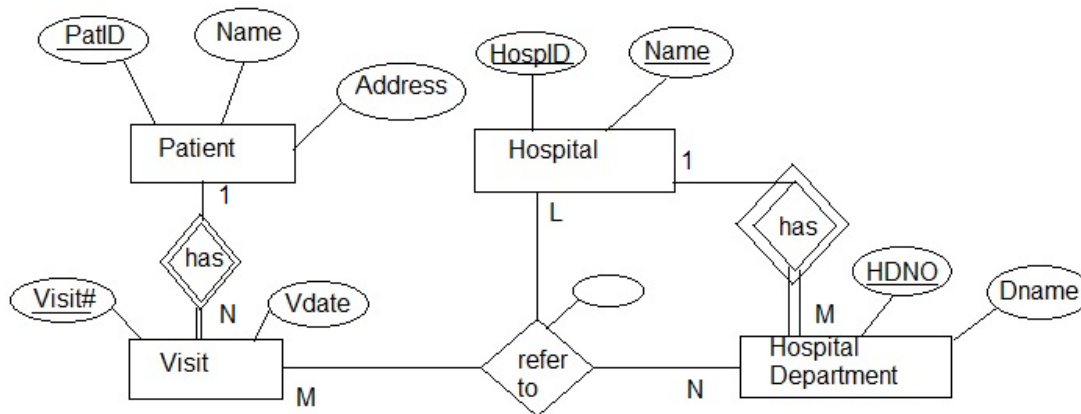 PatID
Name
Address
HospID
Name
Patient
Hospital
1
1
L
has
has
Visit#
N
Vdate
HDNO
Dname
M
Visit
refer
to
Hospital
Department
M
N